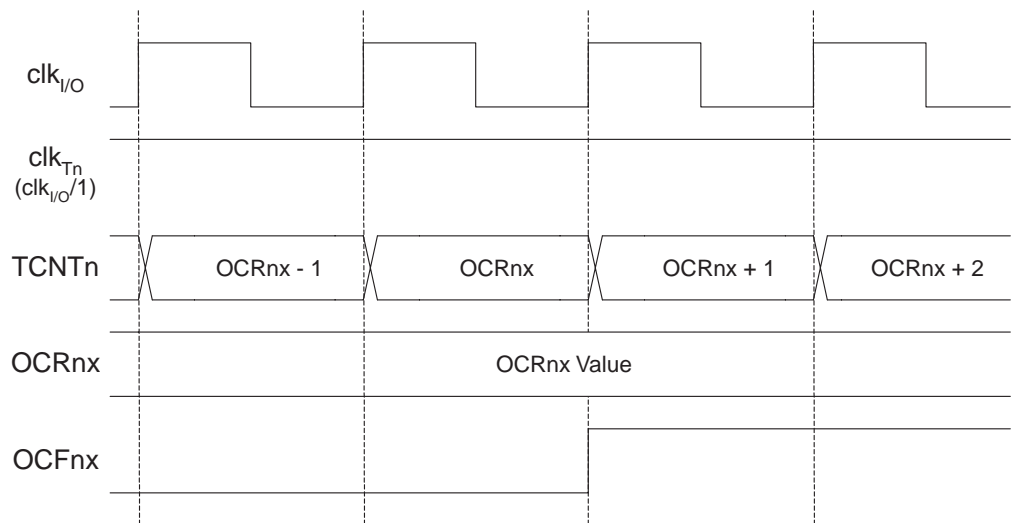 clkI/O
clkTn
(clkI/O/1)
TCNTn
OCRnx - 1
OCRnx
OCRnx + 1
OCRnx + 2
OCRnx
OCRnx Value
OCFnx